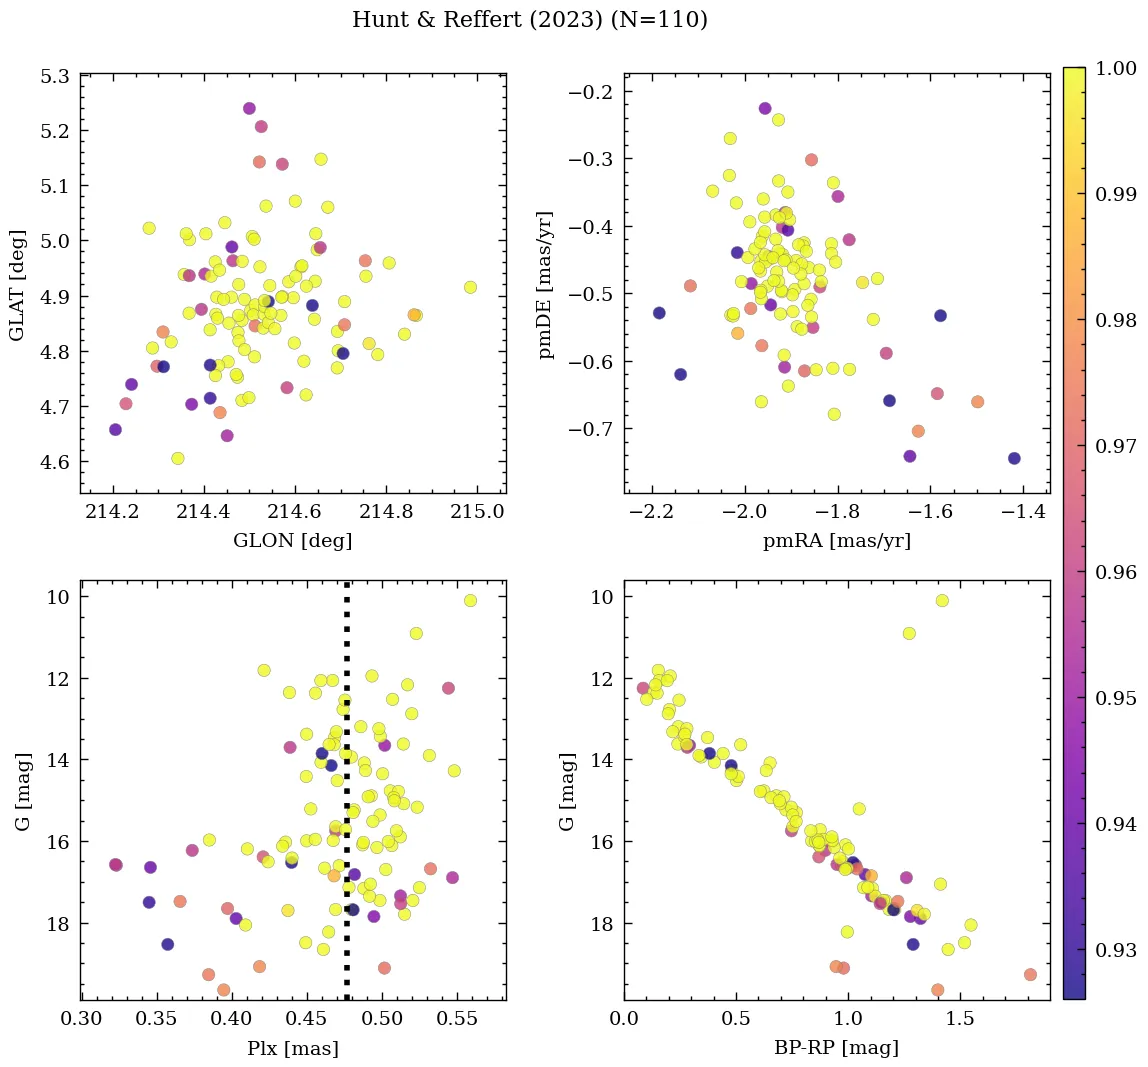 Hunt & Reffert (2023) (N=110)
5.3
5.2
5.1
5.0
4.9
4.8
4.7
4.6
GLAT [deg]
214.2 214.4 214.6 214.8 215.0
GLON [deg]
−0.2
−0.3
−0.4
−0.5
−0.6
−0.7
pmDE [mas/yr]
−2.2 −2.0 −1.8 −1.6 −1.4
pmRA [mas/yr]
10
12
14
16
18
G [mag]
0.30 0.35 0.40 0.45 0.50 0.55
Plx [mas]
10
12
14
16
18
G [mag]
0.0 0.5 1.0 1.5
BP-RP [mag]
1.00
0.99
0.98
0.97
0.96
0.95
0.94
0.93